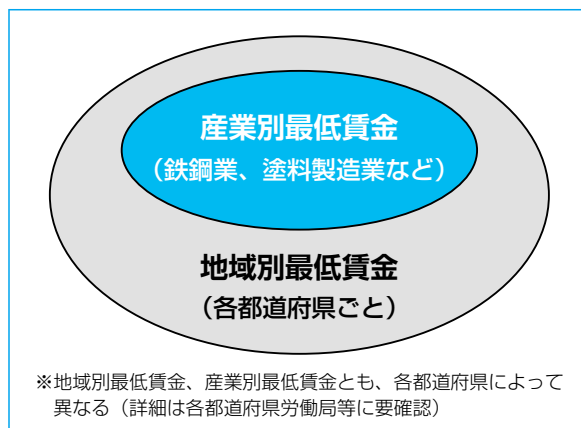 産業別最低賃金
（鉄鋼業、塗料製造業など）
地域別最低賃金
（各都道府県ごと）
※地域別最低賃金、産業別最低賃金とも、各都道府県によって
異なる（詳細は各都道府県労働局等に要確認）